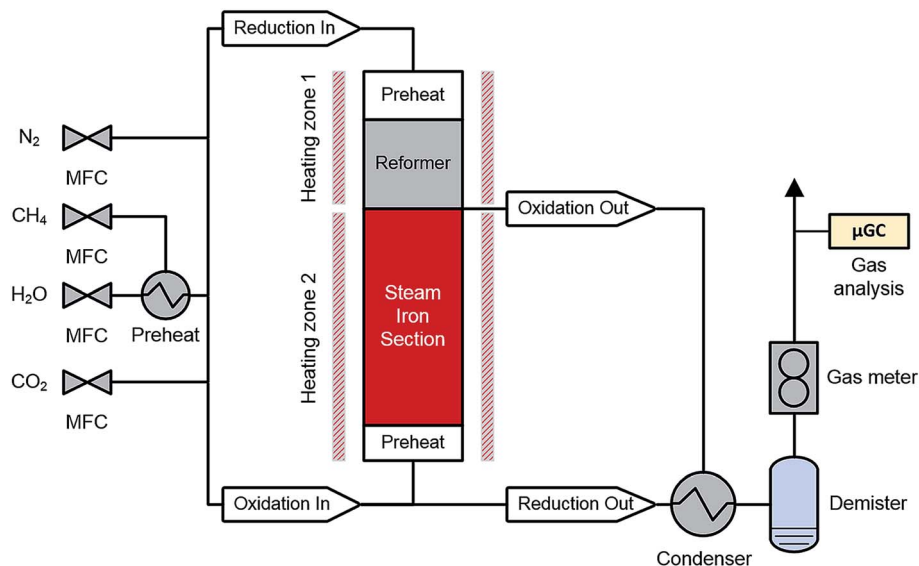 Reduction In
Heating zone 1
Preheat
Reformer
N₂
MFC
CH₄
MFC
H₂O
MFC
Preheat
CO₂
MFC
Oxidation Out
μGC
Gas
analysis
Heating zone 2
Steam
Iron
Section
Gas meter
Preheat
Oxidation In
Reduction Out
Condenser
Demister